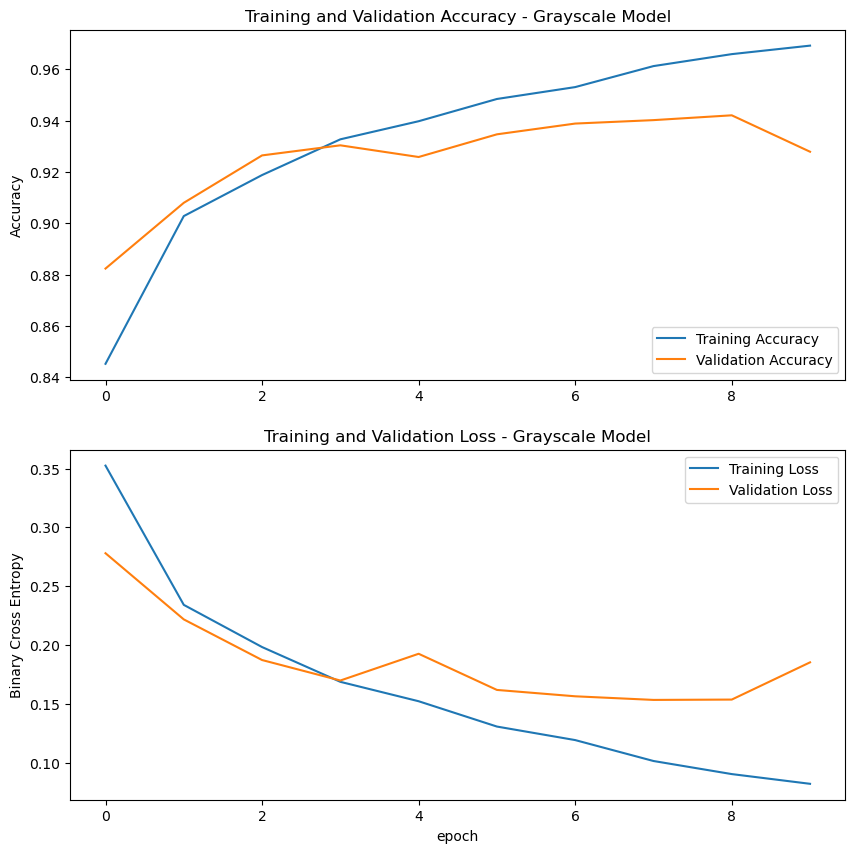 Training and Validation Accuracy - Grayscale Model
Accuracy
0.96
0.94
0.92
0.90
0.88
0.86
0.84
Training Accuracy
Validation Accuracy
0 2 4 6 8
Training and Validation Loss - Grayscale Model
Binary Cross Entropy
0.35
0.30
0.25
0.20
0.15
0.10
Training Loss
Validation Loss
0 2 4 6 8
epoch